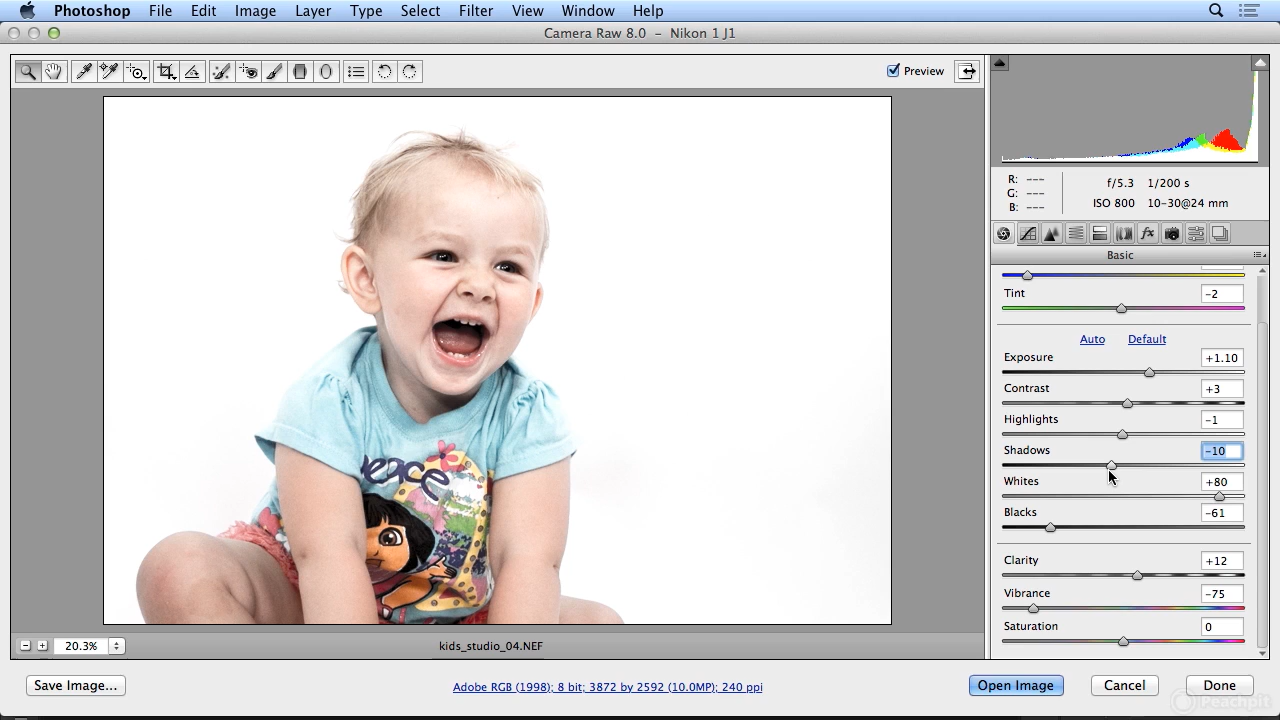 Photoshop File Edit Image Layer Type Select Filter View Window Help
Camera Raw 8.0 – Nikon 1 J1
Preview
R: ---
G: ---
B: ---
f/5.3 1/200 s
ISO 800 10-30@24 mm
Basic
Tint -2
Auto Default
Exposure +1.10
Contrast +3
Highlights -1
Shadows -10
Whites +80
Blacks -61
Clarity +12
Vibrance -75
Saturation 0
peace
20.3% kids_studio_04.NEF
Save Image... Adobe RGB (1998); 8 bit; 3872 by 2592 (10.0MP); 240 ppi Open Image Cancel Done
Peachpit